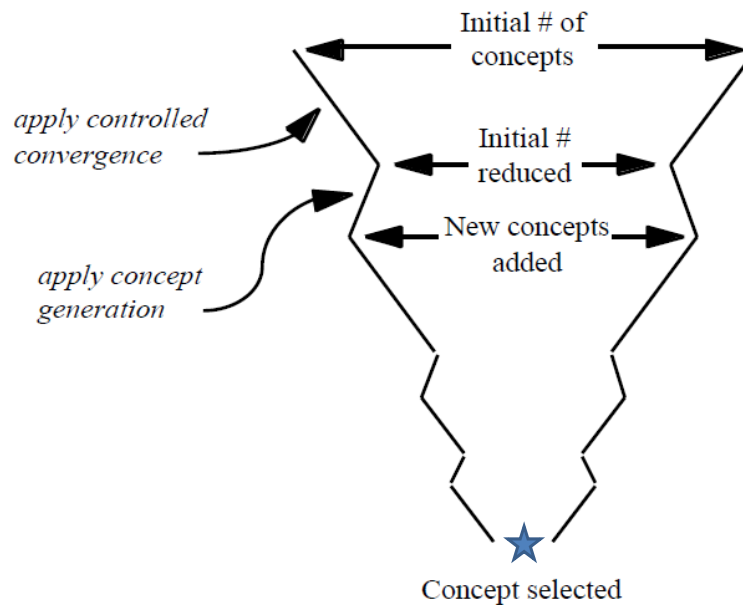 Initial # of
concepts
apply controlled
convergence
Initial #
reduced
New concepts
added
apply concept
generation
Concept selected